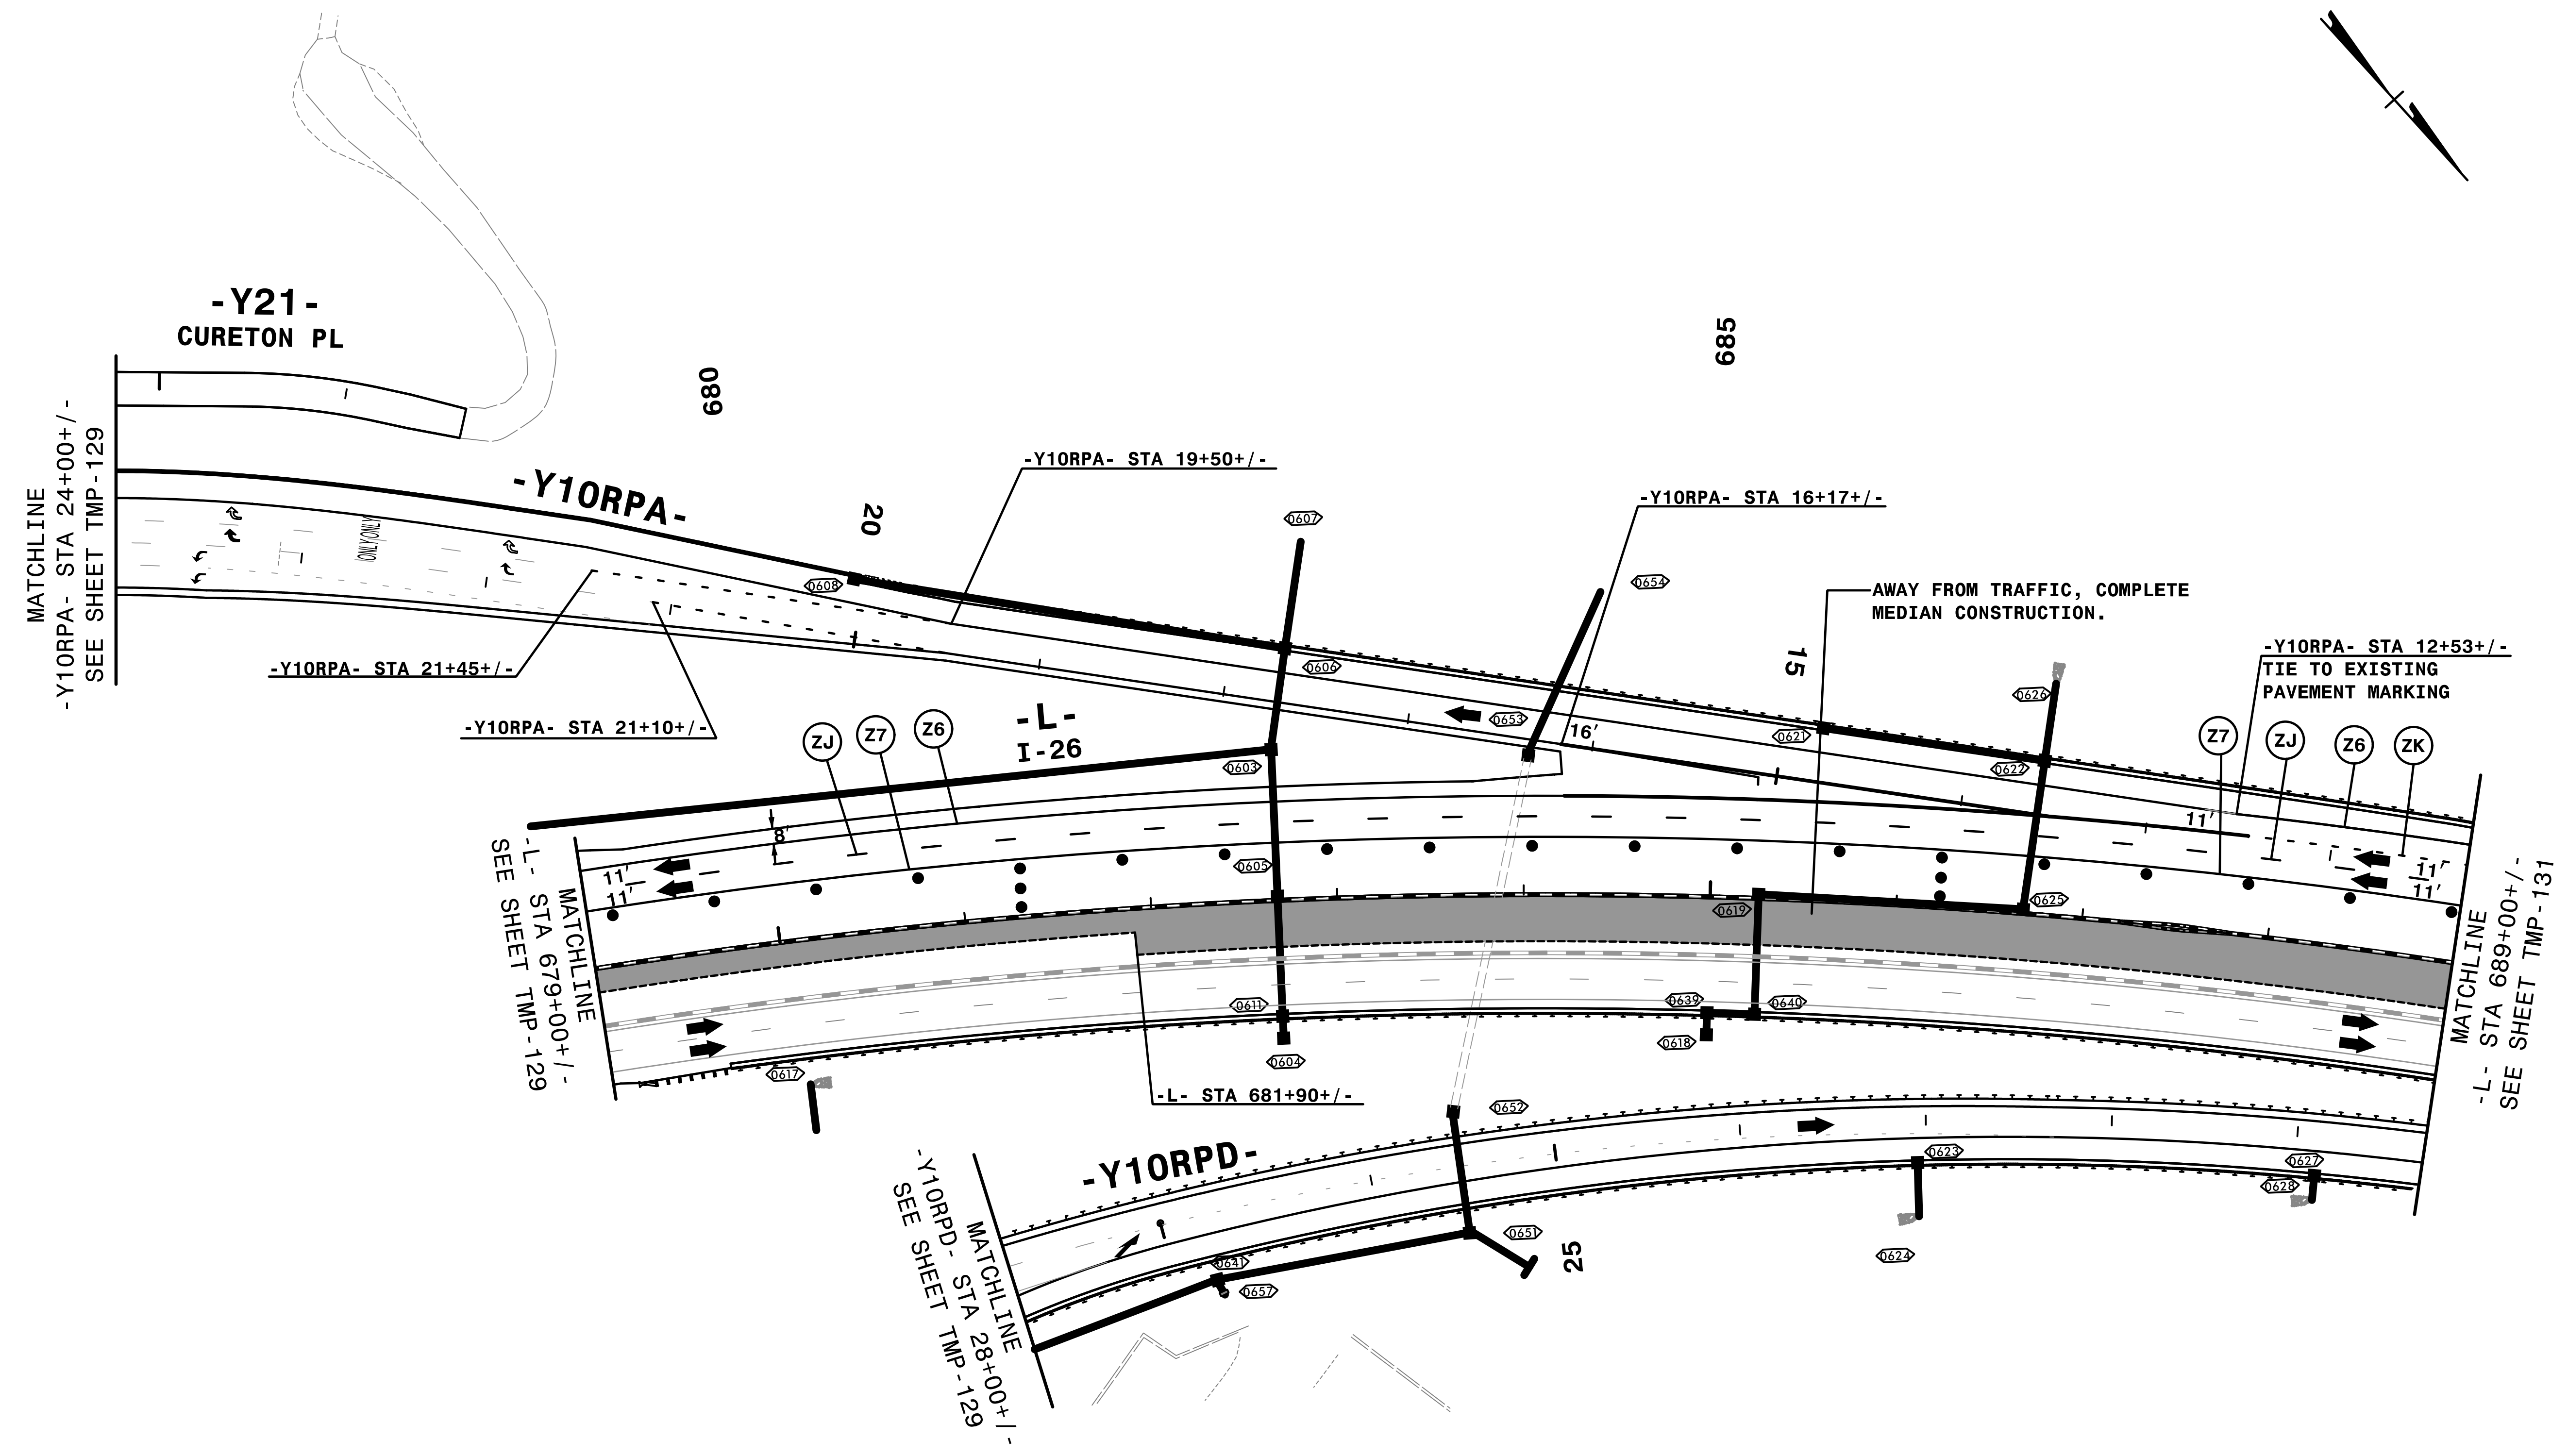 -Y21-
CURETON PL
MATCHLINE
-Y10RPA- STA 24+00+/-
SEE SHEET TMP-129
ONLY ONLY
-Y10RPA-
680
685
20
15
-Y10RPA- STA 19+50+/-
-Y10RPA- STA 16+17+/-
0607
0654
0608
AWAY FROM TRAFFIC, COMPLETE
MEDIAN CONSTRUCTION.
-Y10RPA- STA 12+53+/-
TIE TO EXISTING
PAVEMENT MARKING
-Y10RPA- STA 21+45+/-
-Y10RPA- STA 21+10+/-
0606
0626
0653
16'
0621
0622
-L-
I-26
ZJ
Z7
Z6
Z7
ZJ
Z6
ZK
0603
8'
11'
11'
11'
11'
11'
0605
0619
0625
MATCHLINE
-L- STA 679+00+/-
SEE SHEET TMP-129
MATCHLINE
-L- STA 689+00+/-
SEE SHEET TMP-131
0611
0639
0640
0618
0604
0617
-L- STA 681+90+/-
0652
-Y10RPD-
0623
0627
0628
0651
0641
0657
25
0624
MATCHLINE
-Y10RPD- STA 28+00+/-
SEE SHEET TMP-129